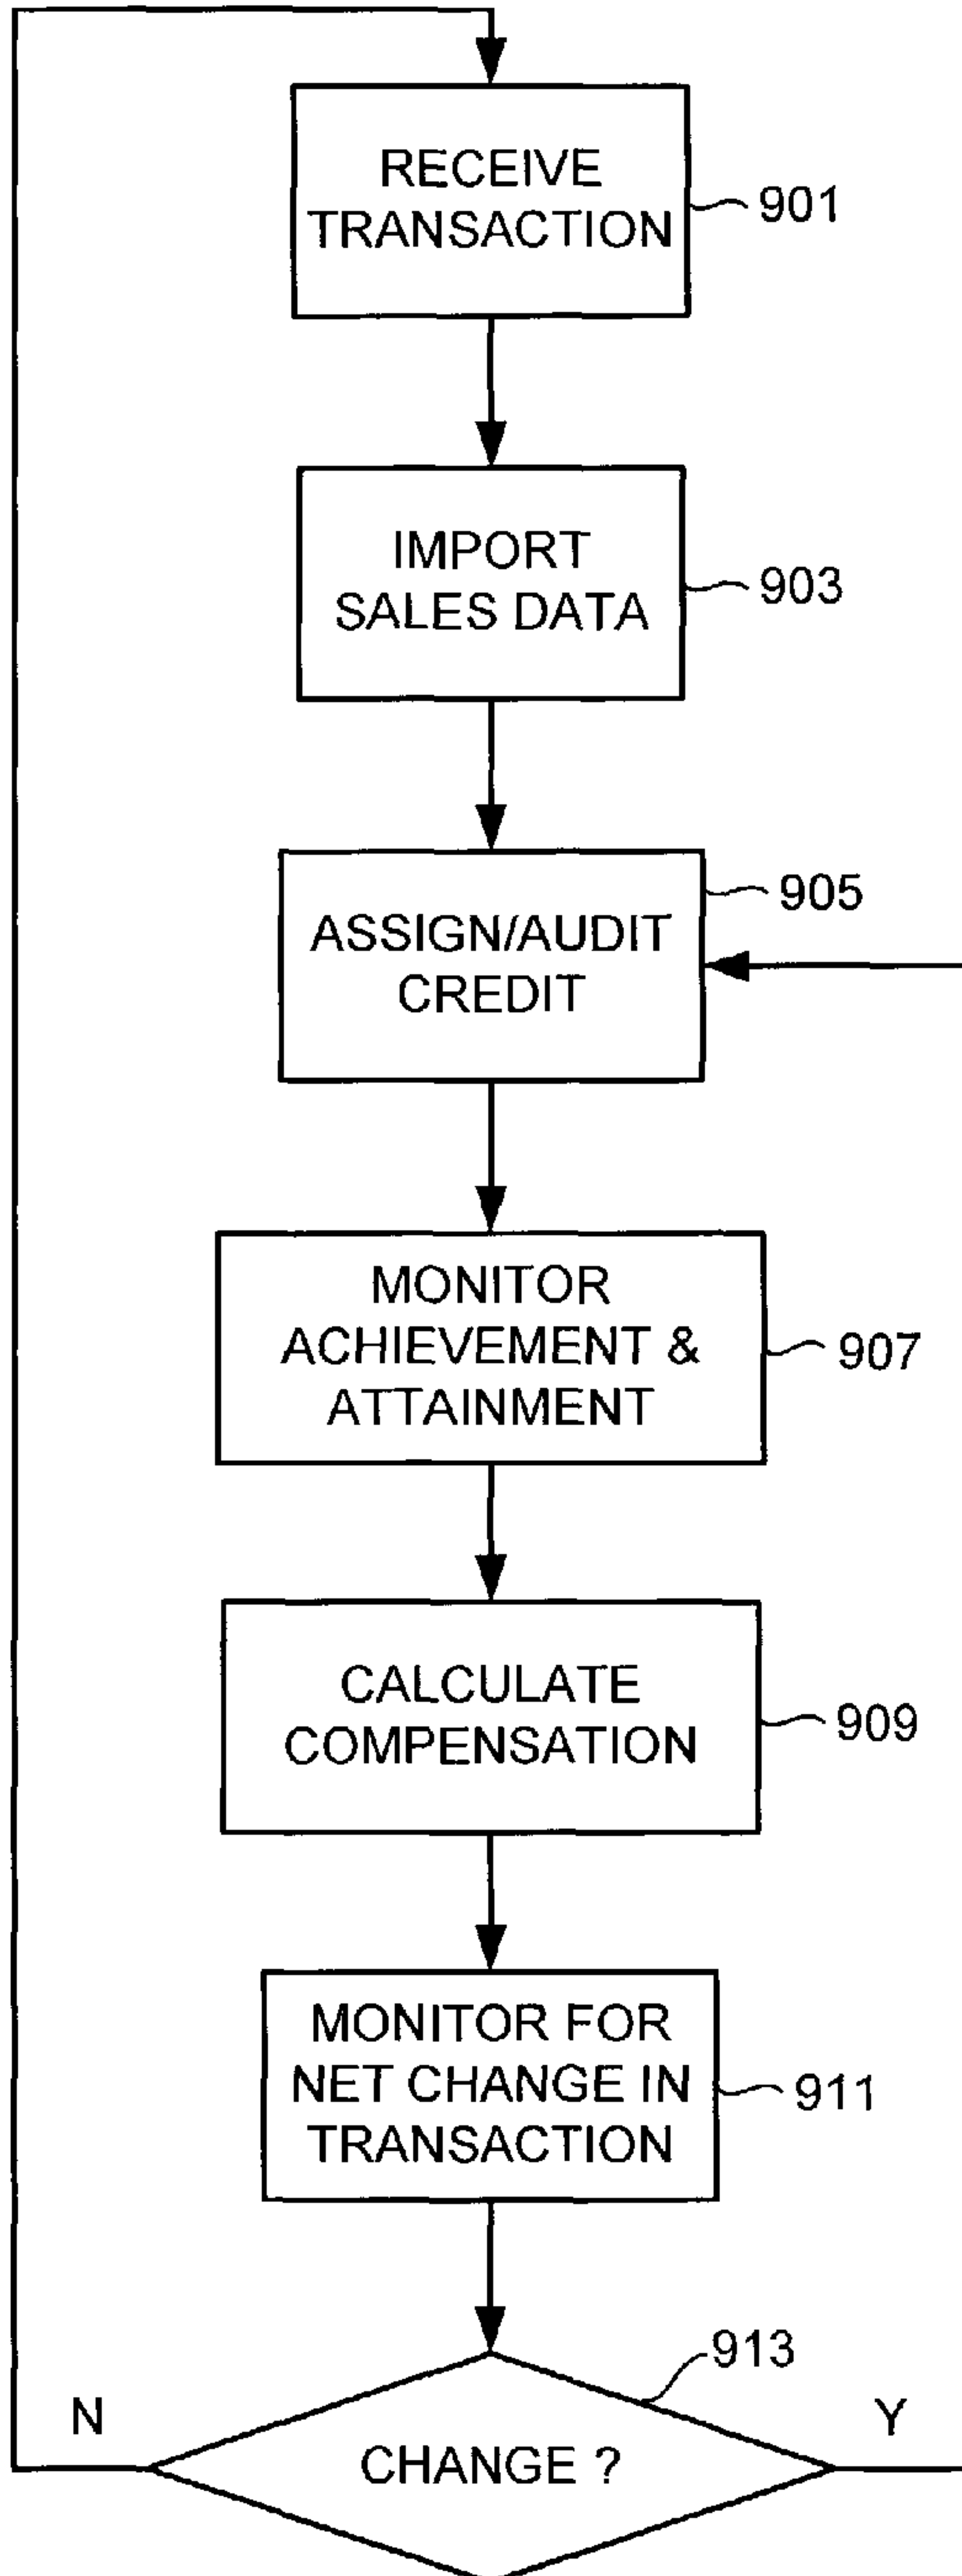 RECEIVE
TRANSACTION
901
IMPORT
SALES DATA
903
905
ASSIGN/AUDIT
CREDIT
MONITOR
ACHIEVEMENT &
ATTAINMENT
907
CALCULATE
COMPENSATION
909
MONITOR FOR
NET CHANGE IN
TRANSACTION
911
913
N
Y
CHANGE ?